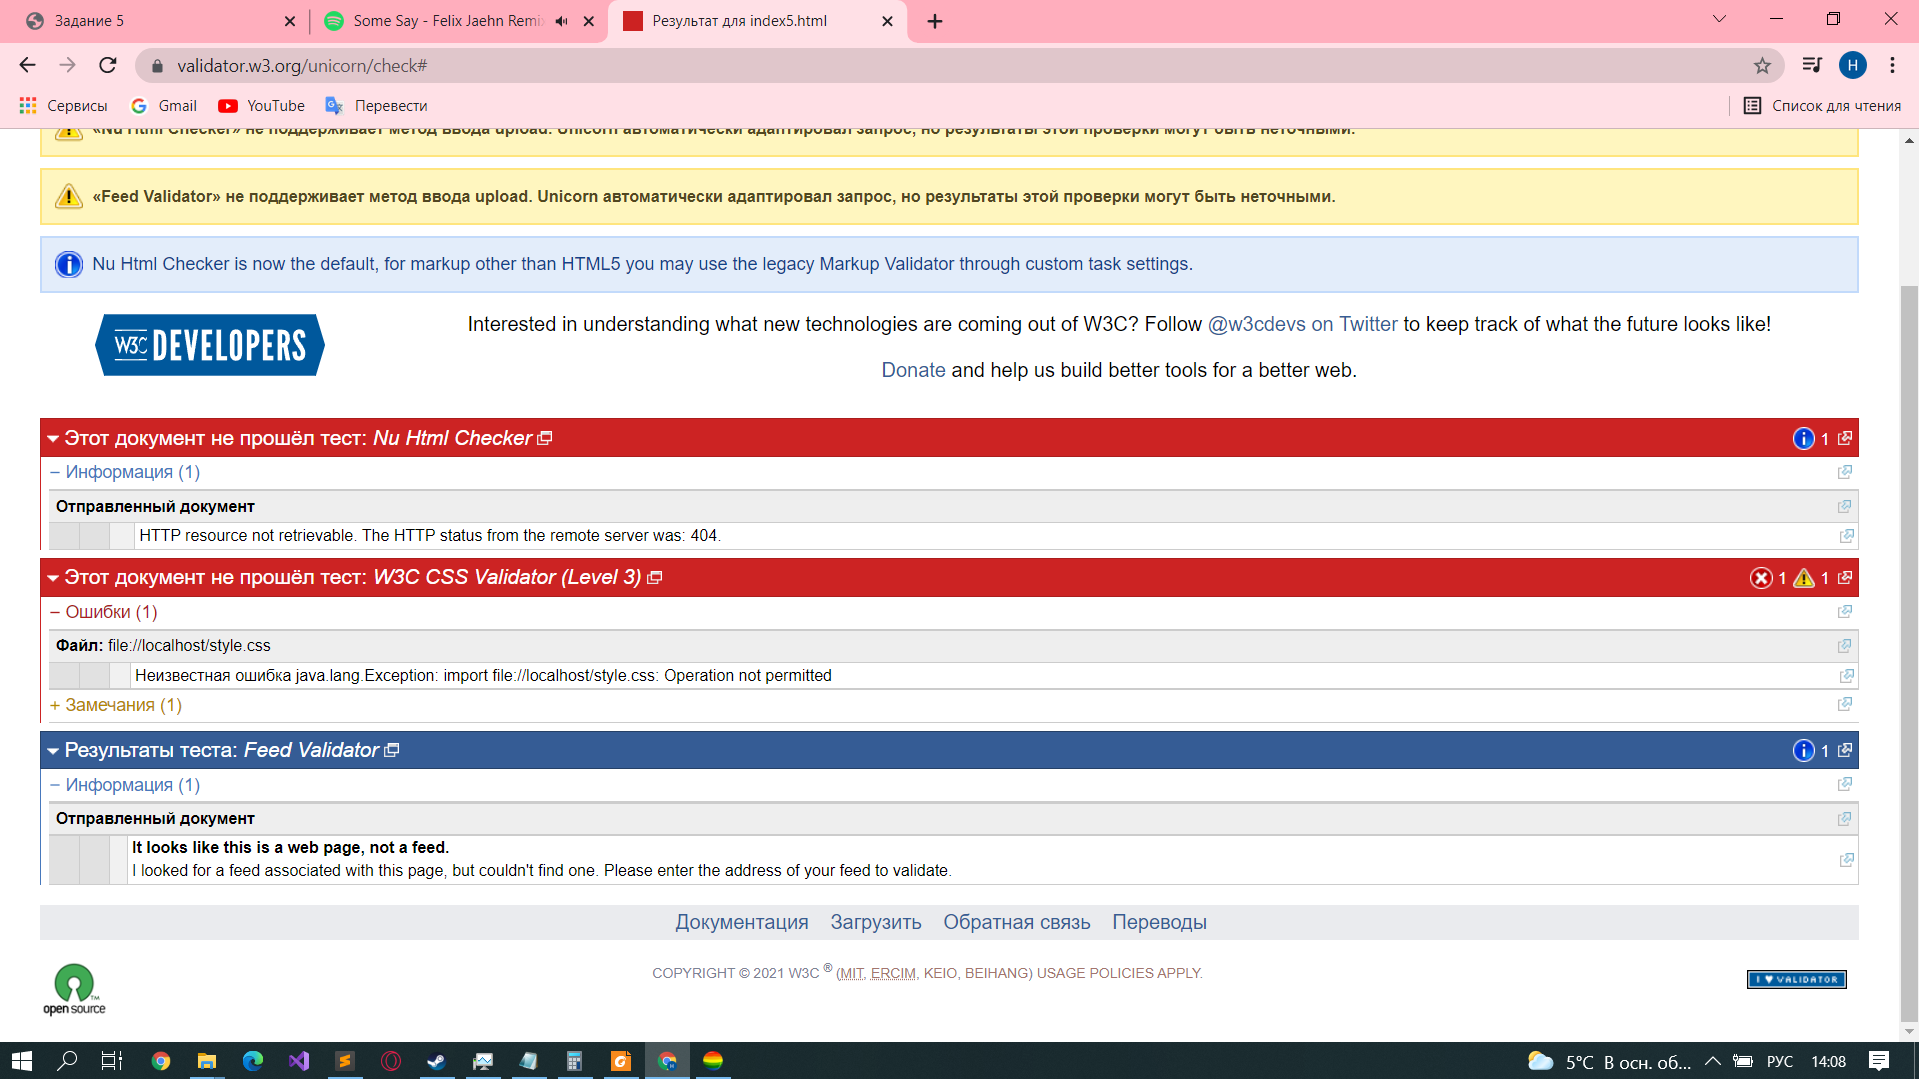 Задание 5
Some Say - Felix Jaehn Remix
Результат для index5.html
validator.w3.org/unicorn/check#
H
Сервисы
Gmail
YouTube
Перевести
Список для чтения
«Nu Html Checker» не поддерживает метод ввода upload. Unicorn автоматически адаптировал запрос, но результаты этой проверки могут быть неточными.
«Feed Validator» не поддерживает метод ввода upload. Unicorn автоматически адаптировал запрос, но результаты этой проверки могут быть неточными.
Nu Html Checker is now the default, for markup other than HTML5 you may use the legacy Markup Validator through custom task settings.
W3C DEVELOPERS
Interested in understanding what new technologies are coming out of W3C? Follow @w3cdevs on Twitter to keep track of what the future looks like!
Donate and help us build better tools for a better web.
Этот документ не прошёл тест: Nu Html Checker
1
− Информация (1)
Отправленный документ
HTTP resource not retrievable. The HTTP status from the remote server was: 404.
Этот документ не прошёл тест: W3C CSS Validator (Level 3)
1 1
− Ошибки (1)
Файл: file://localhost/style.css
Неизвестная ошибка java.lang.Exception: import file://localhost/style.css: Operation not permitted
+ Замечания (1)
Результаты теста: Feed Validator
1
− Информация (1)
Отправленный документ
It looks like this is a web page, not a feed.
I looked for a feed associated with this page, but couldn't find one. Please enter the address of your feed to validate.
Документация Загрузить Обратная связь Переводы
open source TM
COPYRIGHT © 2021 W3C ® (MIT, ERCIM, KEIO, BEIHANG) USAGE POLICIES APPLY.
I ♥ VALIDATOR
5°C В осн. об...
РУС
14:08